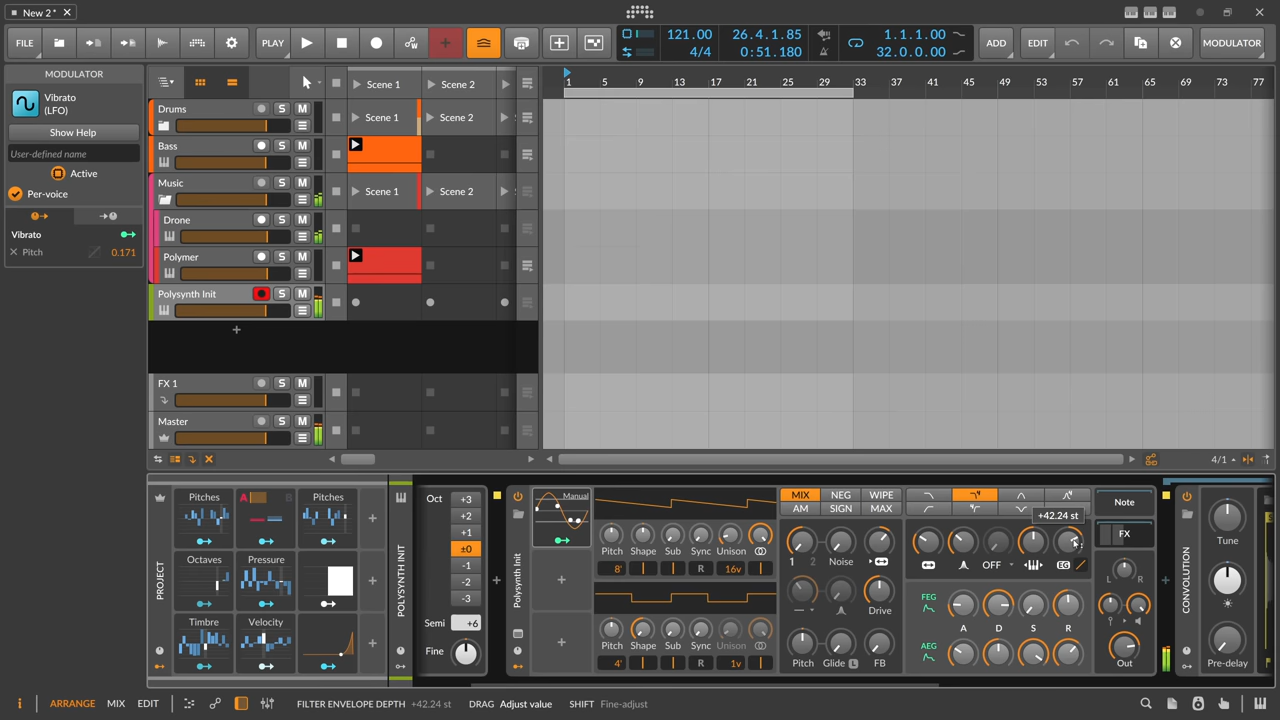 New 2*
FILE
PLAY
121.00
4/4
26.4.1.85
0:51.180
1.1.1.00
32.0.0.00
ADD
EDIT
MODULATOR
MODULATOR
Vibrato
(LFO)
Show Help
User-defined name
Active
Per-voice
Vibrato
Pitch 0.171
Scene 1 Scene 2
1 5 9 13 17 21 25 29 33 37 41 45 49 53 57 61 65 69 73 77
Drums S M Scene 1 Scene 2
Bass S M
Music S M Scene 1 Scene 2
Drone S M
Polymer S M
Polysynth Init S M
+
FX 1 S M
Master S M
4/1
PROJECT
Pitches A B Pitches
Octaves Pressure
Timbre Velocity
POLYSYNTH INIT
Oct +3
+2
+1
±0
-1
-2
-3
Semi +6
Fine
Polysynth Init
Manual
Pitch Shape Sub Sync Unison
8' R 16v
Pitch Shape Sub Sync Unison
4' R 1v
MIX NEG WIPE
AM SIGN MAX
1 2 Noise
Drive
Pitch Glide L FB
+42.24 st
OFF EG
FEG
A D S R
AEG
Note
FX
L R
Out
CONVOLUTION
Tune
Pre-delay
ARRANGE MIX EDIT
FILTER ENVELOPE DEPTH +42.24 st DRAG Adjust value SHIFT Fine-adjust